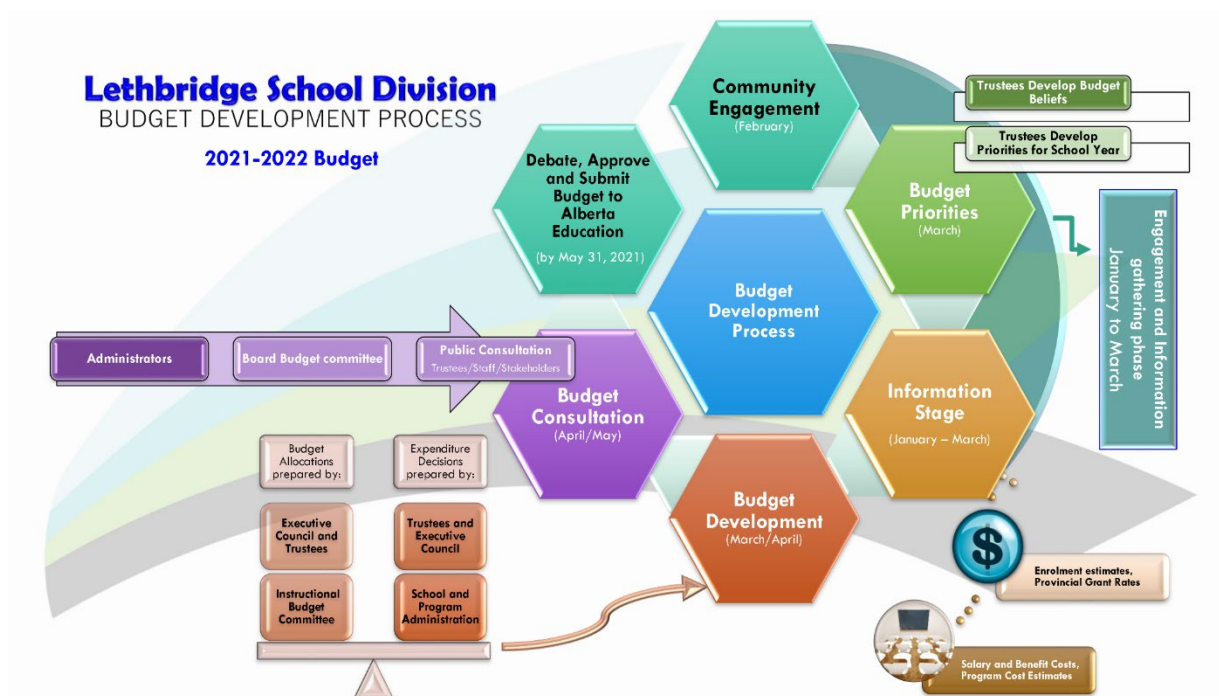 Lethbridge School Division
BUDGET DEVELOPMENT PROCESS
2021-2022 Budget
Community
Engagement
(February)
Trustees Develop Budget
Beliefs
Trustees Develop
Priorities for School Year
Budget
Priorities
(March)
Engagement and Information
gathering phase
January to March
Debate, Approve
and Submit
Budget to
Alberta
Education
(by May 31, 2021)
Budget
Development
Process
Administrators
Board Budget committee
Public Consultation
Trustees/Staff/Stakeholders
Budget
Consultation
(April/May)
Information
Stage
(January – March)
Budget
Development
(March/April)
Budget
Allocations
prepared by:
Expenditure
Decisions
prepared by:
Executive
Council and
Trustees
Trustees and
Executive
Council
Instructional
Budget
Committee
School and
Program
Administration
$
Enrolment estimates,
Provincial Grant Rates
Salary and Benefit Costs,
Program Cost Estimates